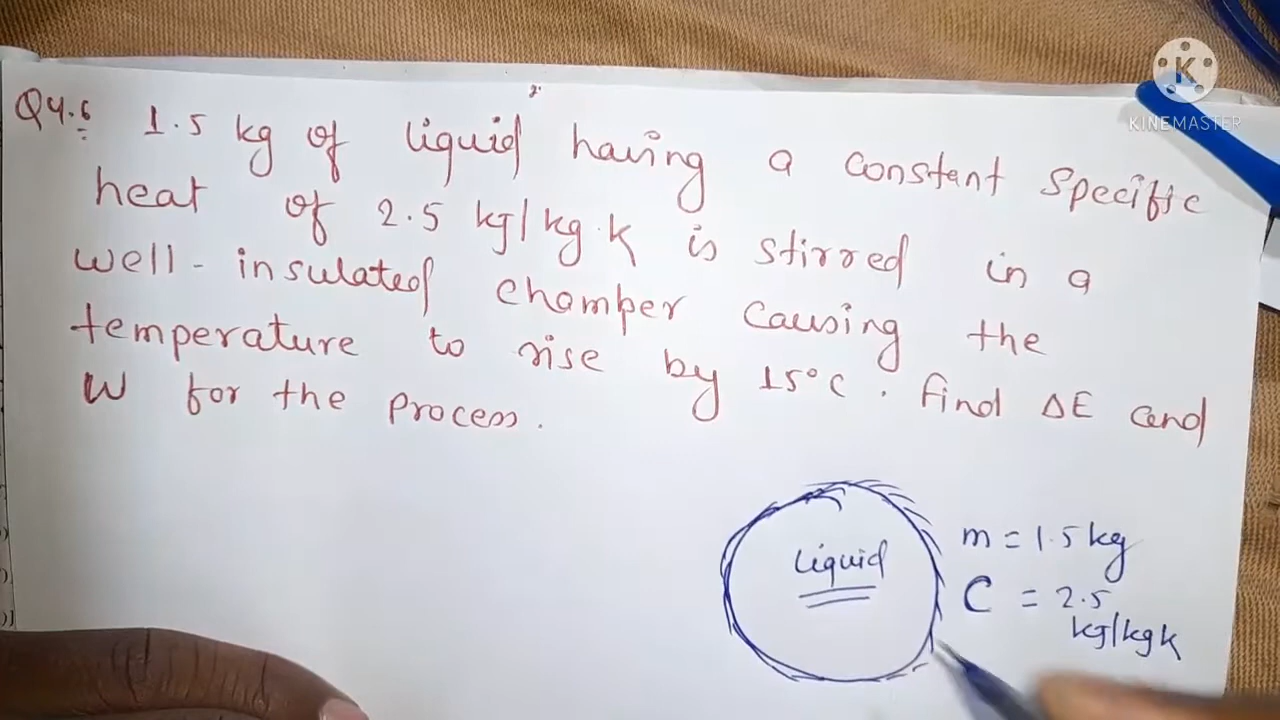 Q4.6 1.5 kg of liquid having a constant specific
heat of 2.5 kJ/kg.K is stirred in a
well-insulated chamber causing the
temperature to rise by 15°C. Find ΔE and
W for the process.
liquid
m = 1.5 kg
C = 2.5
kJ/kgK
K
KINEMASTER